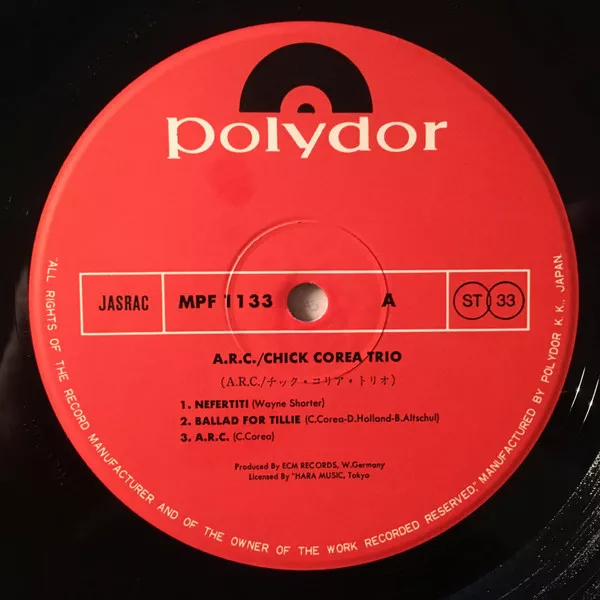 polydor
JASRAC MPF 1133 A ST 33
A.R.C./CHICK COREA TRIO
(A.R.C./チック・コリア・トリオ)
1. NEFERTITI (Wayne Shorter)
2. BALLAD FOR TILLIE (C.Corea-D.Holland-B.Altschul)
3. A.R.C. (C.Corea)
Produced By ECM RECORDS, W.Germany
Licensed By "HARA MUSIC, Tokyo
"ALL RIGHTS OF THE RECORD MANUFACTURER AND OF THE OWNER OF THE WORK RECORDED RESERVED." MANUFACTURED BY POLYDOR K.K., JAPAN.